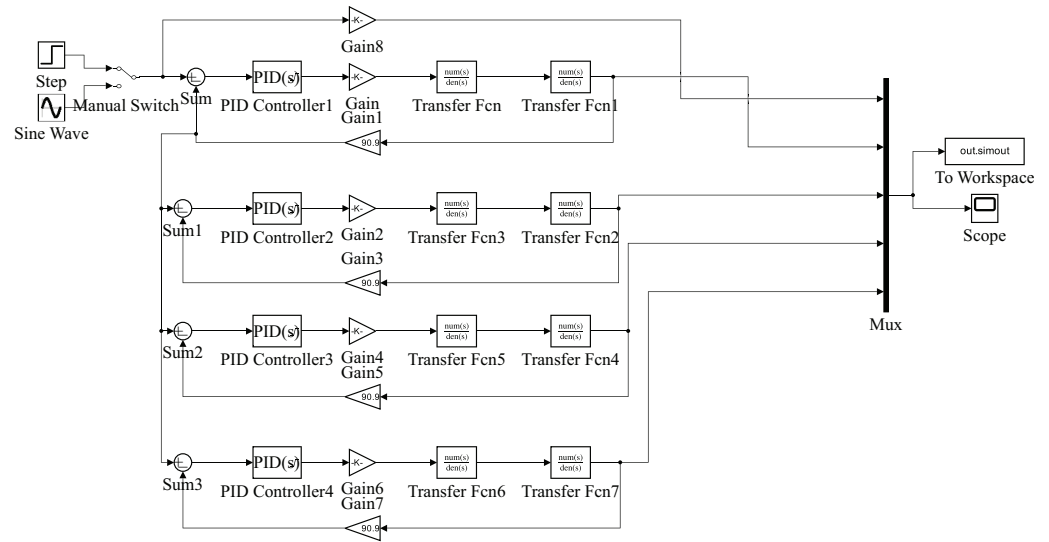 -K-
Gain8
Step
Manual Switch
Sine Wave
Sum
PID(s)
PID Controller1
-K-
Gain
num(s)
den(s)
Transfer Fcn
num(s)
den(s)
Transfer Fcn1
Gain1
90.9
Sum1
PID(s)
PID Controller2
-K-
Gain2
num(s)
den(s)
Transfer Fcn3
num(s)
den(s)
Transfer Fcn2
Gain3
90.9
Sum2
PID(s)
PID Controller3
-K-
Gain4
num(s)
den(s)
Transfer Fcn5
num(s)
den(s)
Transfer Fcn4
Gain5
90.9
Sum3
PID(s)
PID Controller4
-K-
Gain6
num(s)
den(s)
Transfer Fcn6
num(s)
den(s)
Transfer Fcn7
Gain7
90.9
Mux
out.simout
To Workspace
Scope